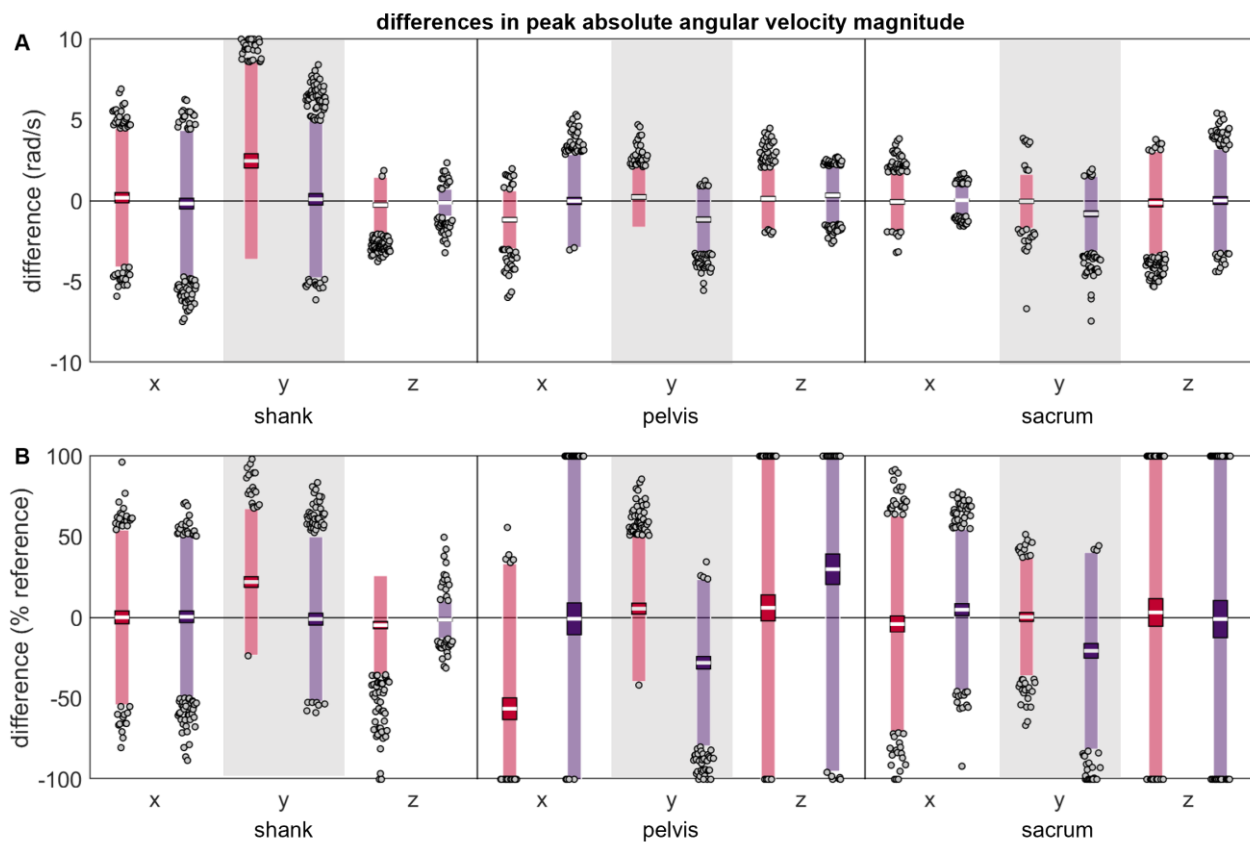 differences in peak absolute angular velocity magnitude
A
difference (rad/s)
10
5
0
-5
-10
x y z x y z x y z
shank pelvis sacrum
B
difference (% reference)
100
50
0
-50
-100
x y z x y z x y z
shank pelvis sacrum